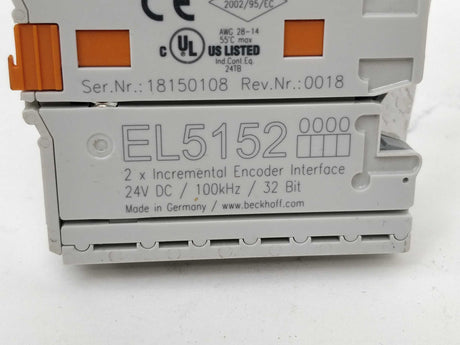 CE
2002/95/EC
AWG 28-14
55°C max
c UL US LISTED
Ind.Cont.Eq.
24TB
Ser.Nr.: 18150108 Rev.Nr.: 0018
EL5152 0000
2 x Incremental Encoder Interface
24V DC / 100kHz / 32 Bit
Made in Germany / www.beckhoff.com